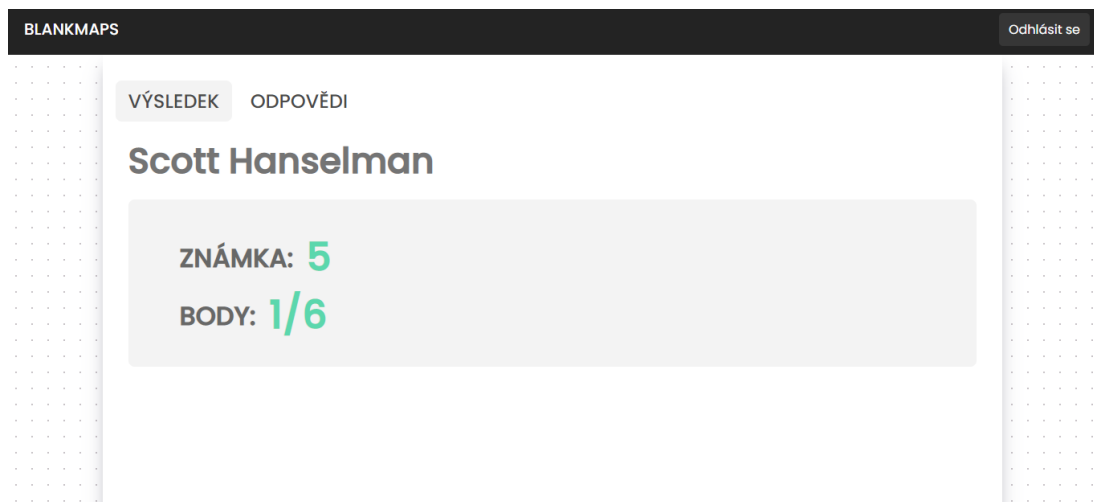 BLANKMAPS Odhlásit se
VÝSLEDEK ODPOVĚDI
Scott Hanselman
ZNÁMKA: 5
BODY: 1/6